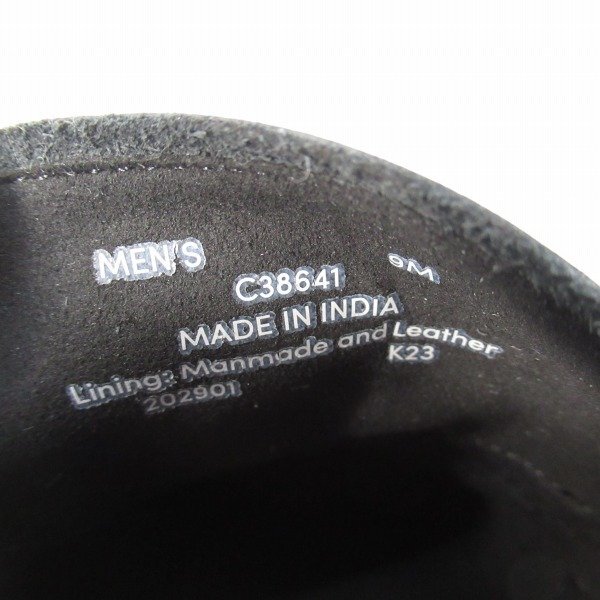 MEN'S
C38641 9M
MADE IN INDIA
Lining: Manmade and Leather
202901 K23